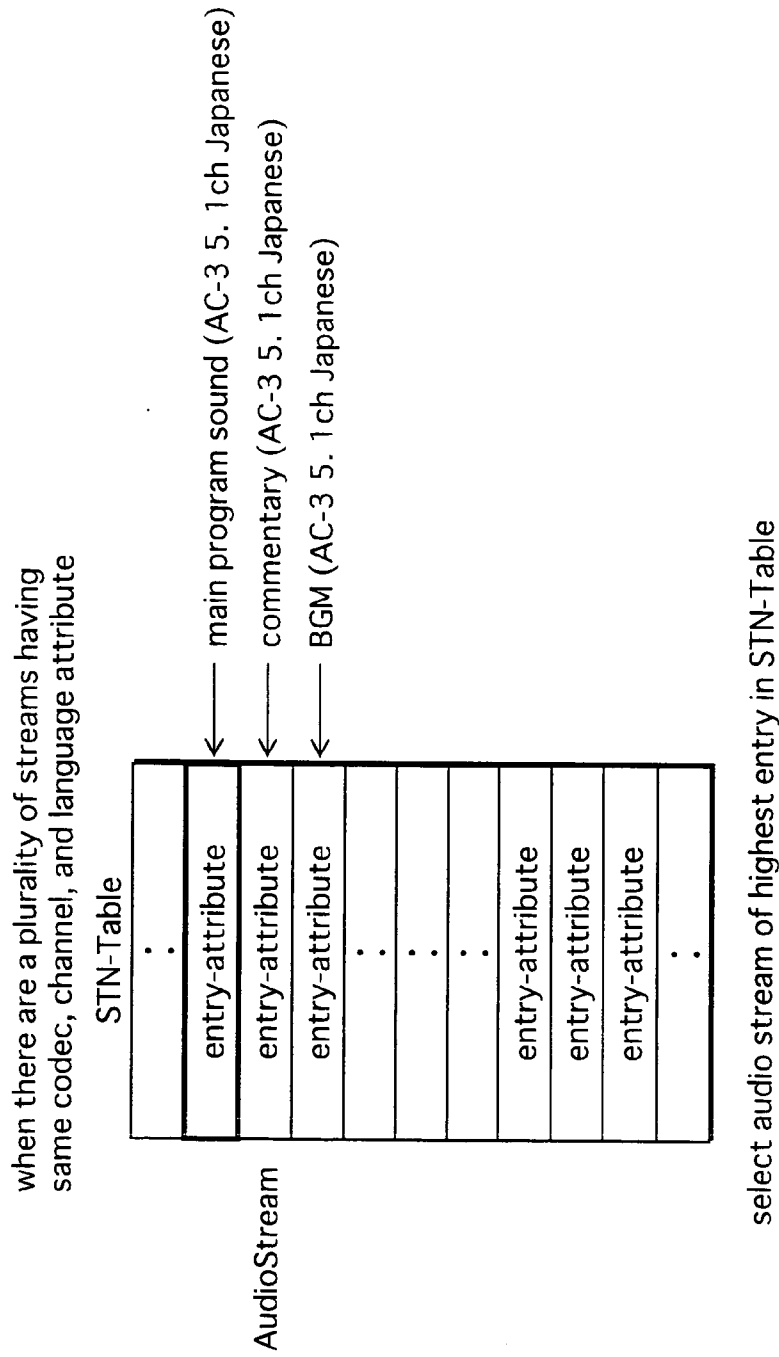 when there are a plurality of streams having
same codec, channel, and language attribute
STN-Table
: 
AudioStream
entry-attribute
main program sound (AC-3 5. 1ch Japanese)
entry-attribute
commentary (AC-3 5. 1ch Japanese)
entry-attribute
BGM (AC-3 5. 1ch Japanese)
:
:
:
entry-attribute
entry-attribute
entry-attribute
:
select audio stream of highest entry in STN-Table